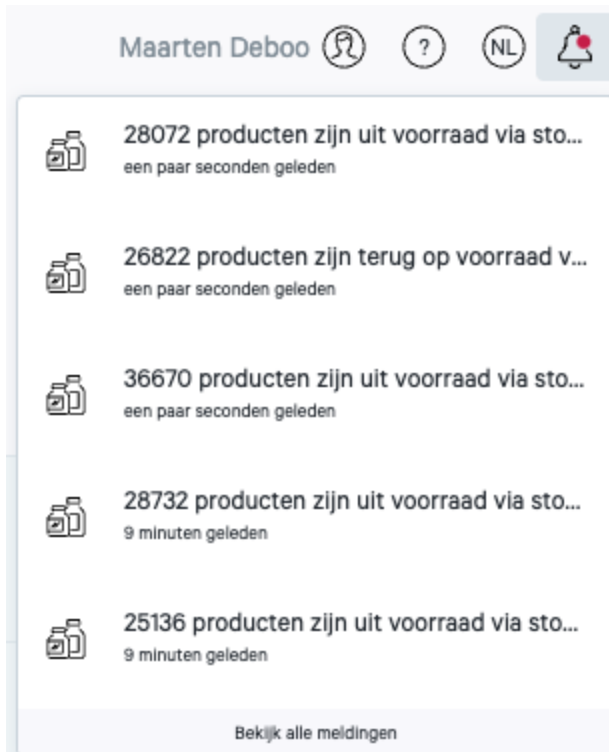 Maarten Deboo ? NL
28072 producten zijn uit voorraad via sto...
een paar seconden geleden
26822 producten zijn terug op voorraad v...
een paar seconden geleden
36670 producten zijn uit voorraad via sto...
een paar seconden geleden
28732 producten zijn uit voorraad via sto...
9 minuten geleden
25136 producten zijn uit voorraad via sto...
9 minuten geleden
Bekijk alle meldingen